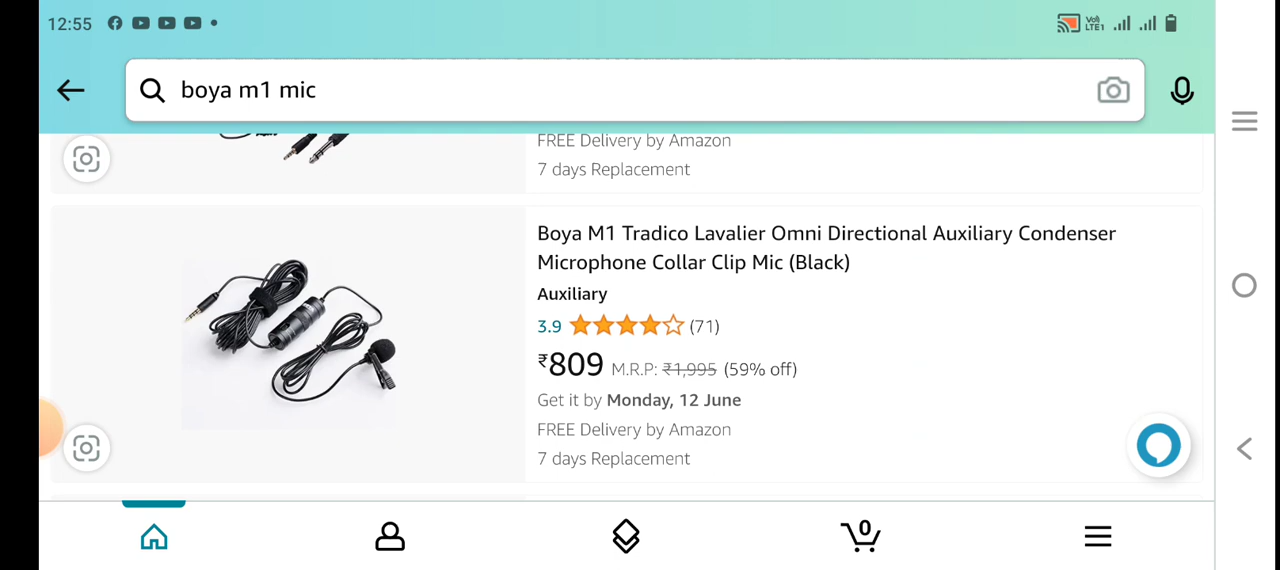 12:55
VoI)
LTE1
boya m1 mic
FREE Delivery by Amazon
7 days Replacement
Boya M1 Tradico Lavalier Omni Directional Auxiliary Condenser
Microphone Collar Clip Mic (Black)
Auxiliary
3.9 (71)
₹809 M.R.P: ₹1,995 (59% off)
Get it by Monday, 12 June
FREE Delivery by Amazon
7 days Replacement
0